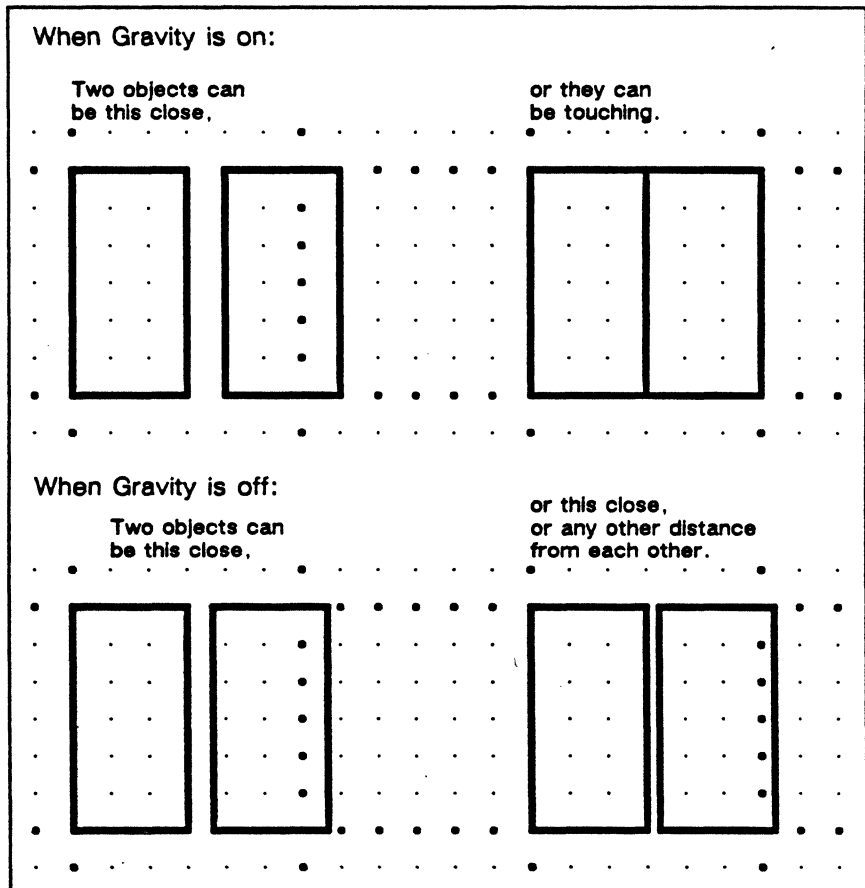 When Gravity is on:
Two objects can
be this close,
or they can
be touching.
When Gravity is off:
Two objects can
be this close,
or this close,
or any other distance
from each other.